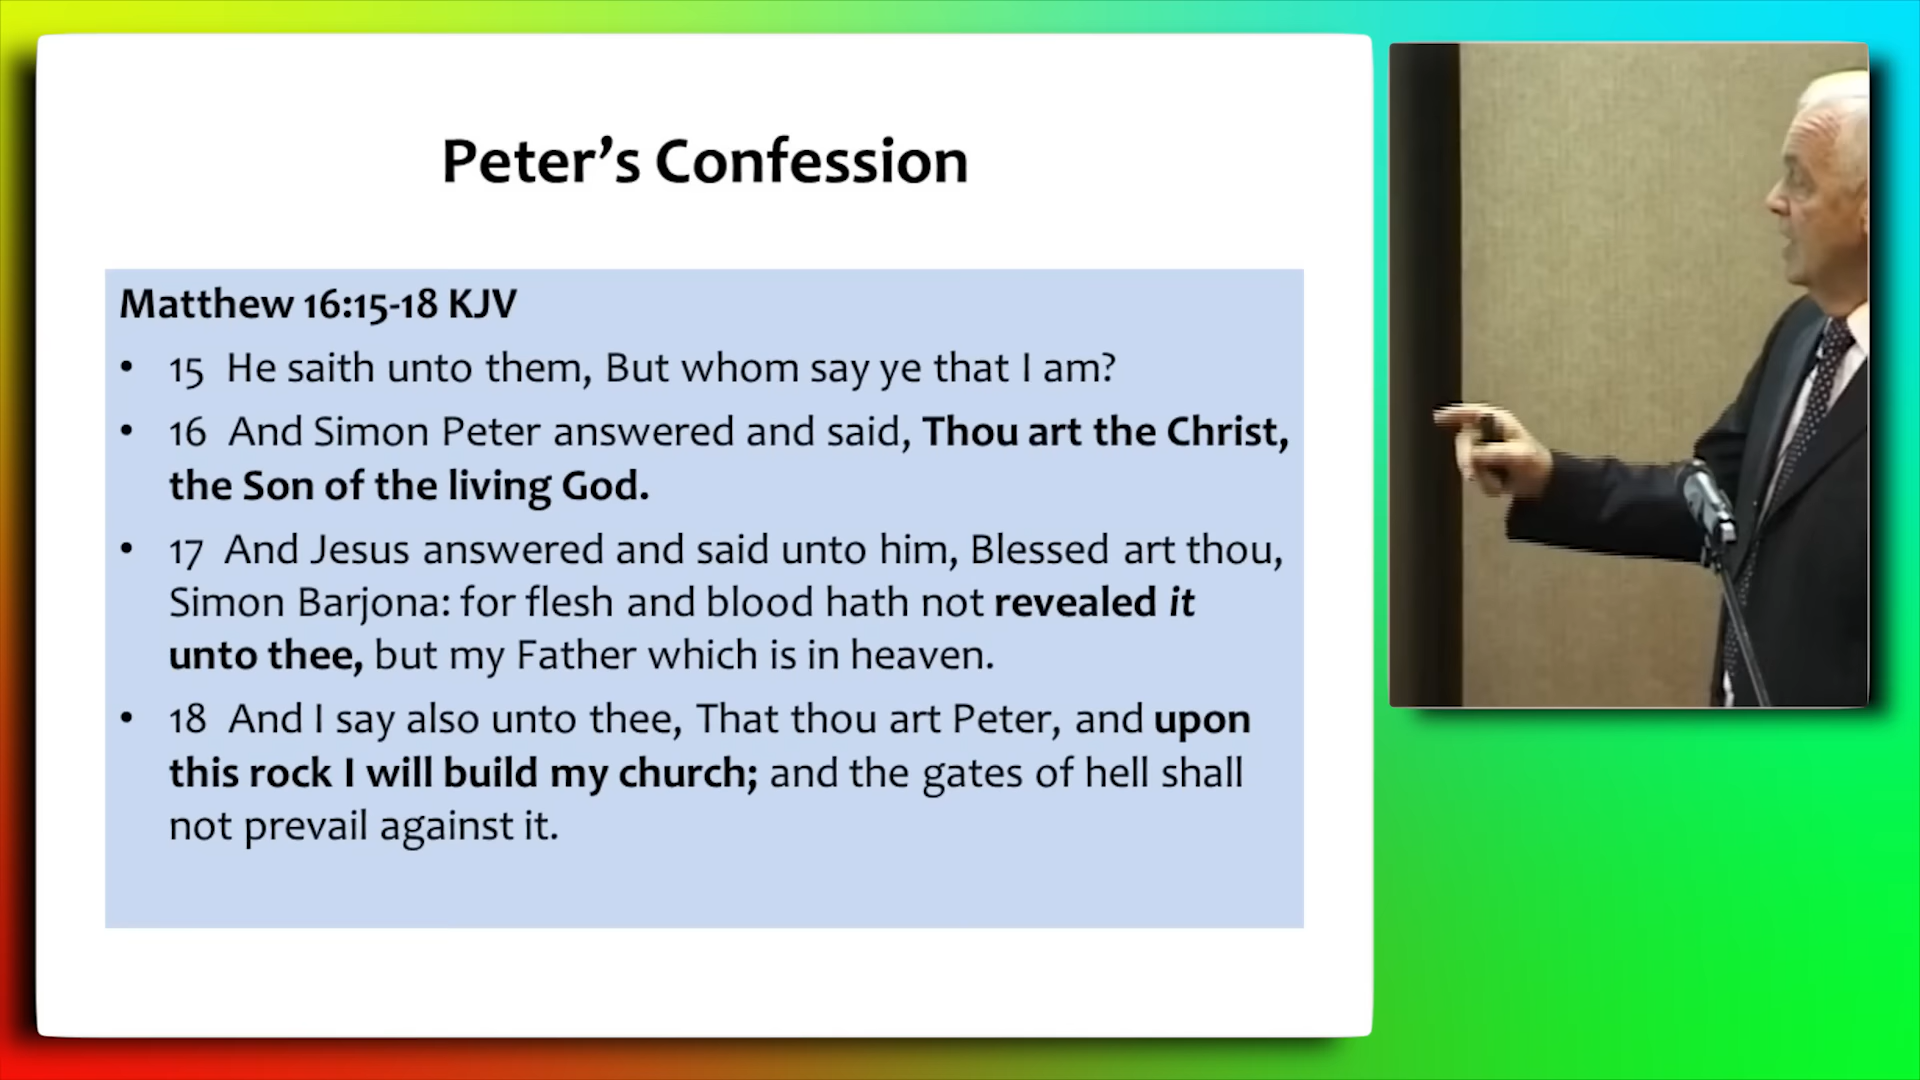 Peter’s Confession
Matthew 16:15-18 KJV
• 15 He saith unto them, But whom say ye that I am?
• 16 And Simon Peter answered and said, Thou art the Christ,
the Son of the living God.
• 17 And Jesus answered and said unto him, Blessed art thou,
Simon Barjona: for flesh and blood hath not revealed it
unto thee, but my Father which is in heaven.
• 18 And I say also unto thee, That thou art Peter, and upon
this rock I will build my church; and the gates of hell shall
not prevail against it.